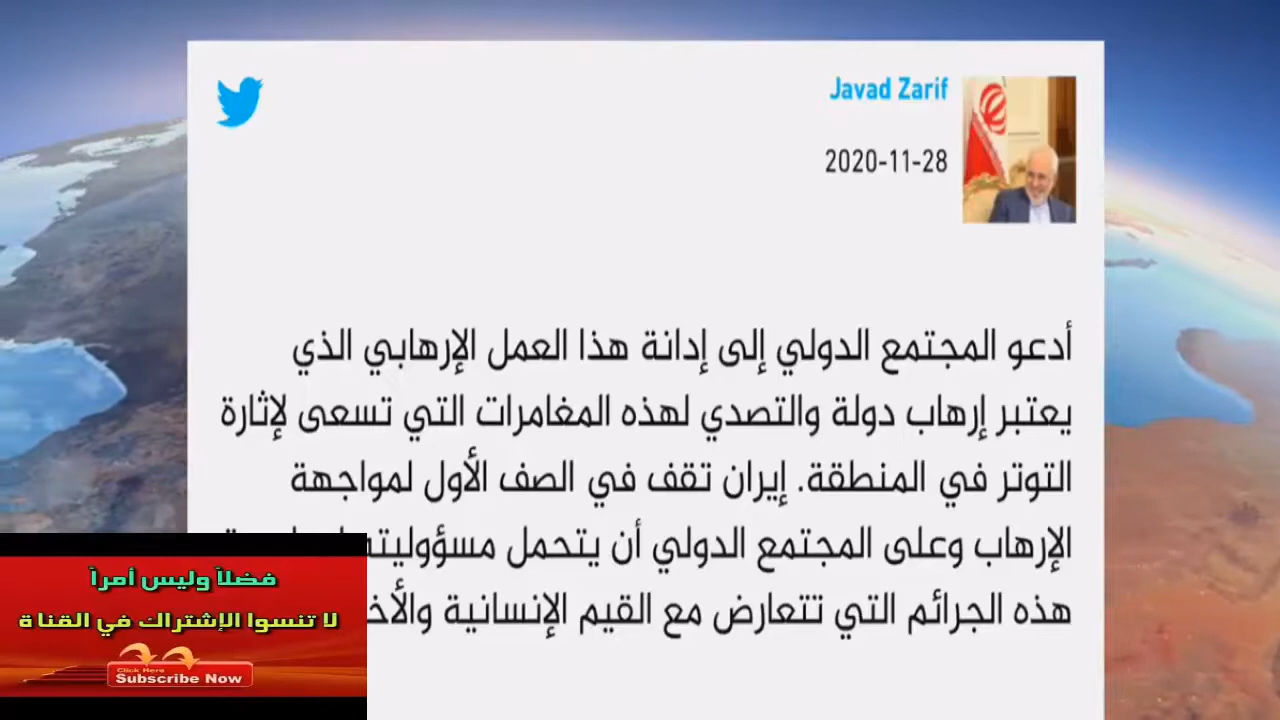 Javad Zarif
2020-11-28
أدعو المجتمع الدولي إلى إدانة هذا العمل الإرهابي الذي
يعتبر إرهاب دولة والتصدي لهذه المغامرات التي تسعى لإثارة
التوتر في المنطقة. إيران تقف في الصف الأول لمواجهة
الإرهاب وعلى المجتمع الدولي أن يتحمل
هذه الجرائم التي تتعارض مع القيم الإنسانية
فضلاً وليس أمراً
لا تنسوا الإشتراك في القناة
Click Here
Subscribe Now